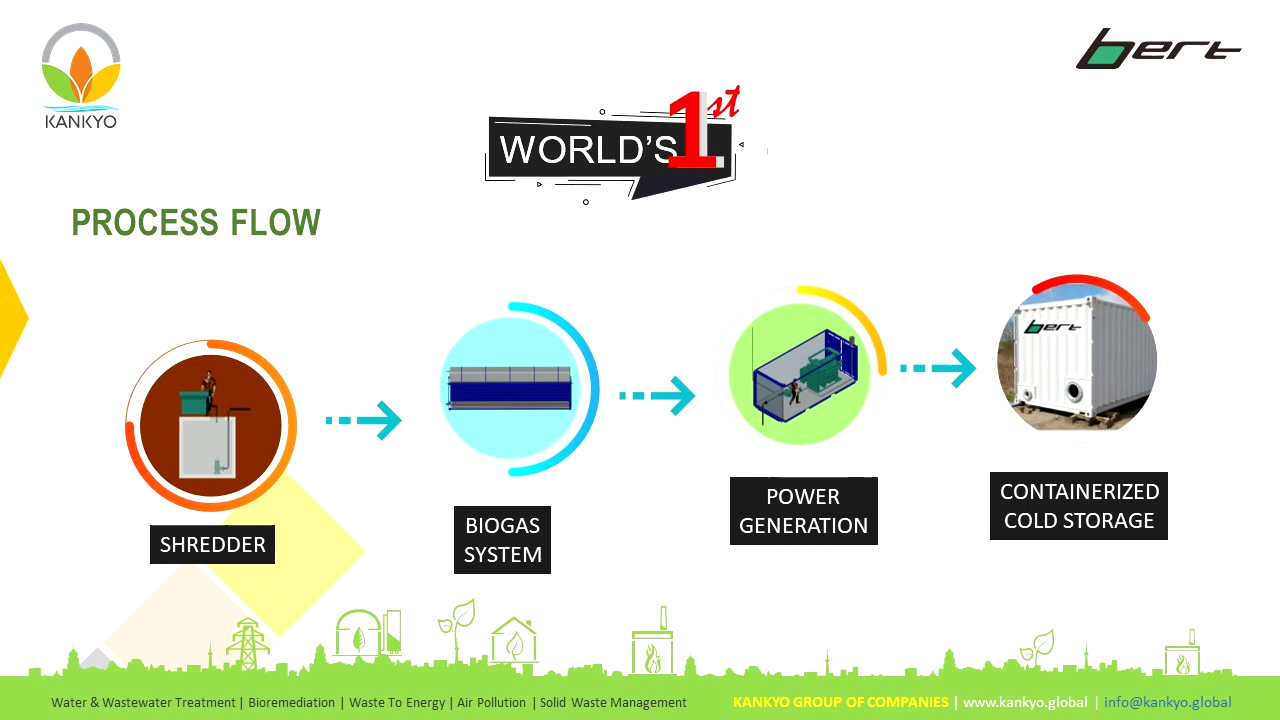 KANKYO
bert
WORLD'S 1st
PROCESS FLOW
bert
SHREDDER
BIOGAS
SYSTEM
POWER
GENERATION
CONTAINERIZED
COLD STORAGE
Water & Wastewater Treatment | Bioremediation | Waste To Energy | Air Pollution | Solid Waste Management
KANKYO GROUP OF COMPANIES | www.kankyo.global | info@kankyo.global